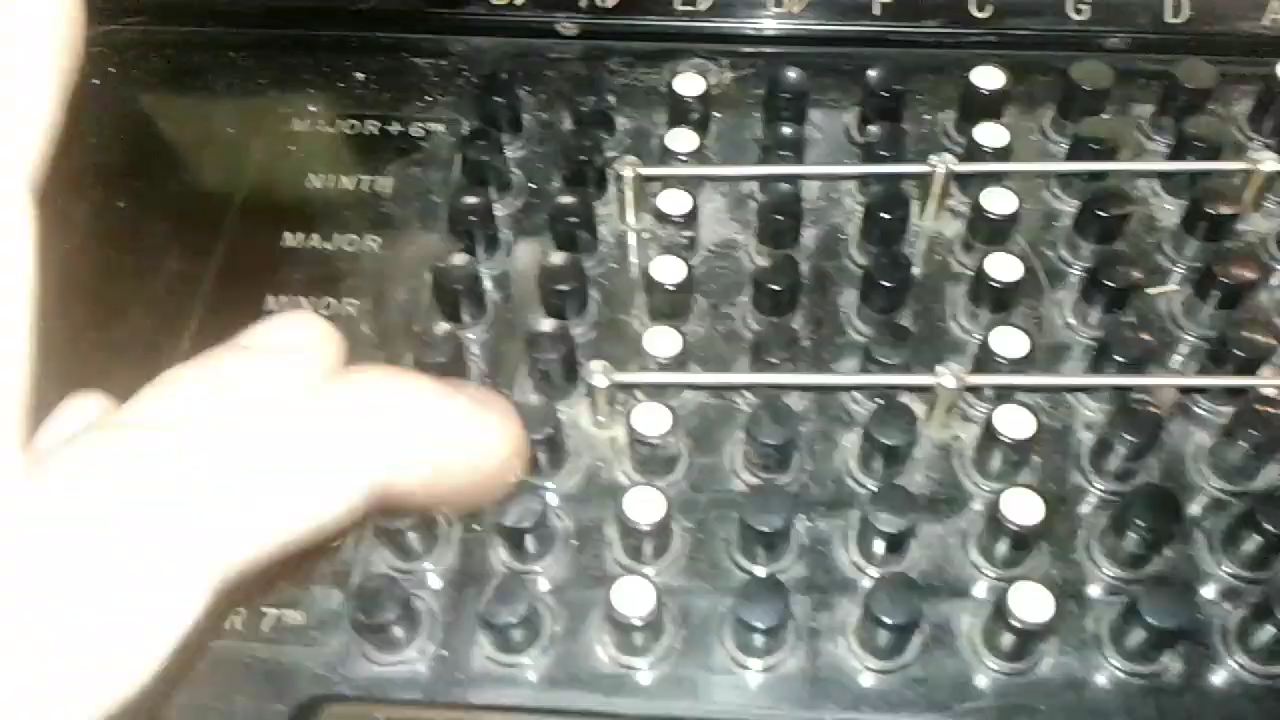 E♭ B♭ F C G D A
MAJOR+6TH
NINTH
MAJOR
MINOR
R 7TH